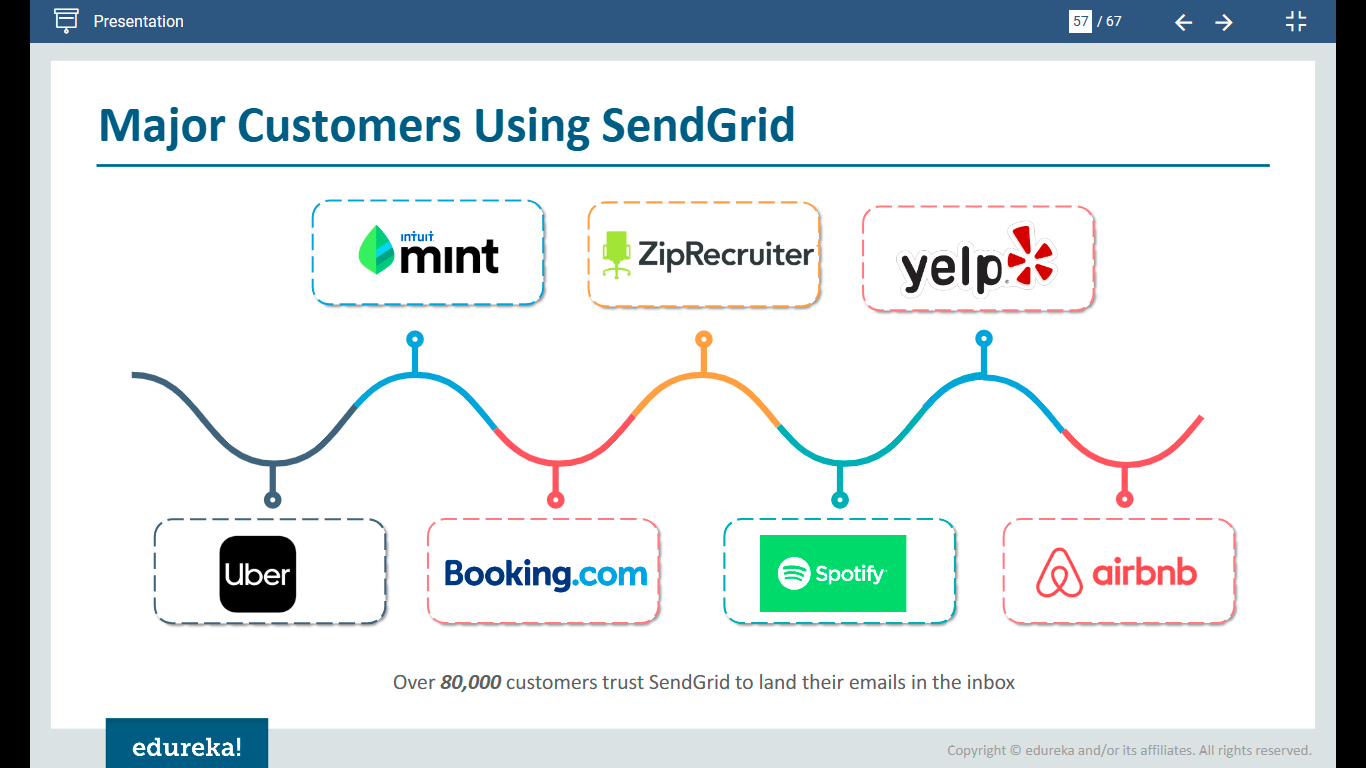 Presentation
57 / 67
Major Customers Using SendGrid
intuit
mint
ZipRecruiter
yelp
Uber
Booking.com
Spotify
airbnb
Over 80,000 customers trust SendGrid to land their emails in the inbox
edureka!
Copyright © edureka and/or its affiliates. All rights reserved.